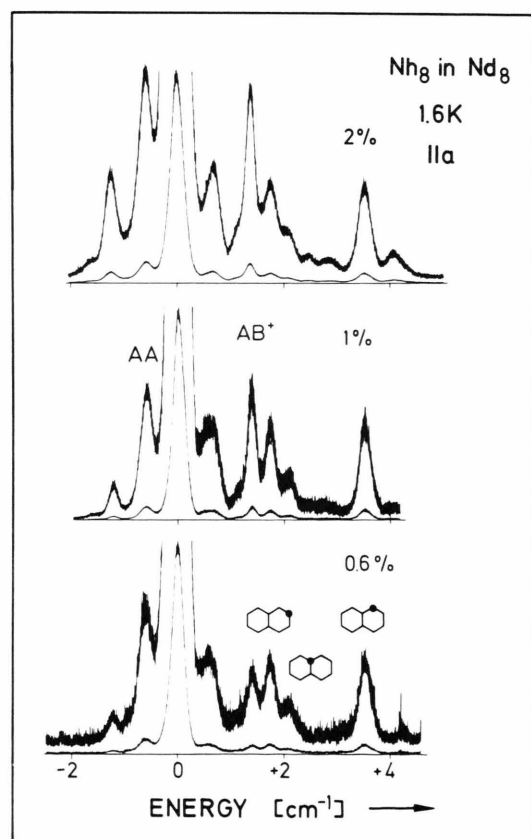 Nh₈ in Nd₈
1.6K
IIa
2%
AA
AB⁺
1%
0.6%
-2 0 +2 +4
ENERGY [cm⁻¹]